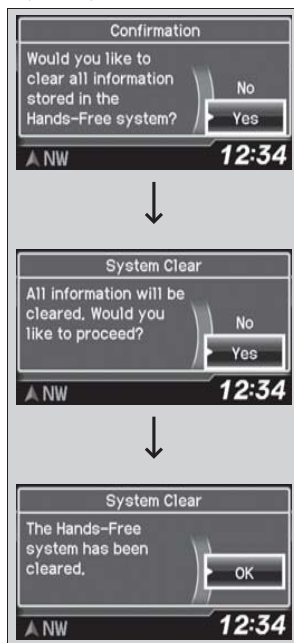 Confirmation
Would you like to
clear all information
stored in the
Hands-Free system?
No
Yes
NW
12:34
System Clear
All information will be
cleared. Would you
like to proceed?
No
Yes
NW
12:34
System Clear
The Hands-Free
system has been
cleared.
OK
NW
12:34